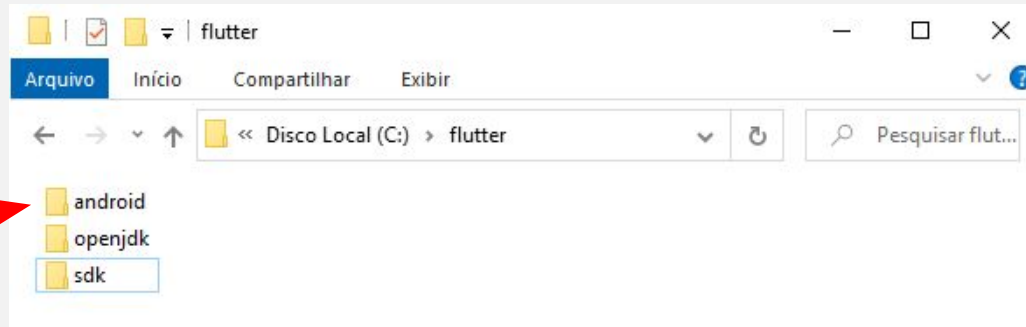 flutter
Arquivo Início Compartilhar Exibir
« Disco Local (C:) › flutter Pesquisar flut...
android
openjdk
sdk